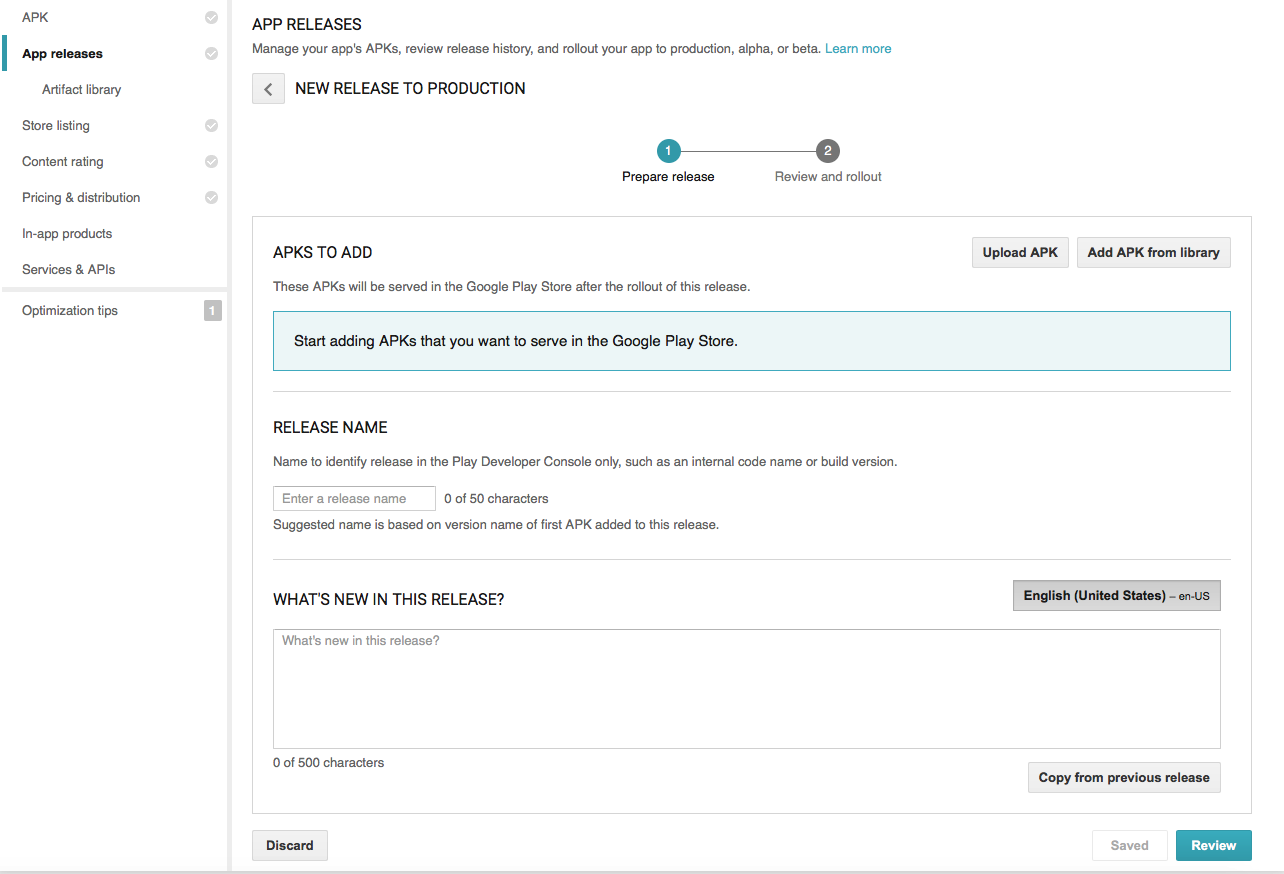 APK
App releases
Artifact library
Store listing
Content rating
Pricing & distribution
In-app products
Services & APIs
Optimization tips
1
APP RELEASES
Manage your app's APKs, review release history, and rollout your app to production, alpha, or beta. Learn more
NEW RELEASE TO PRODUCTION
1
2
Prepare release
Review and rollout
APKS TO ADD
Upload APK
Add APK from library
These APKs will be served in the Google Play Store after the rollout of this release.
Start adding APKs that you want to serve in the Google Play Store.
RELEASE NAME
Name to identify release in the Play Developer Console only, such as an internal code name or build version.
Enter a release name
0 of 50 characters
Suggested name is based on version name of first APK added to this release.
WHAT'S NEW IN THIS RELEASE?
English (United States) – en-US
What's new in this release?
0 of 500 characters
Copy from previous release
Discard
Saved
Review